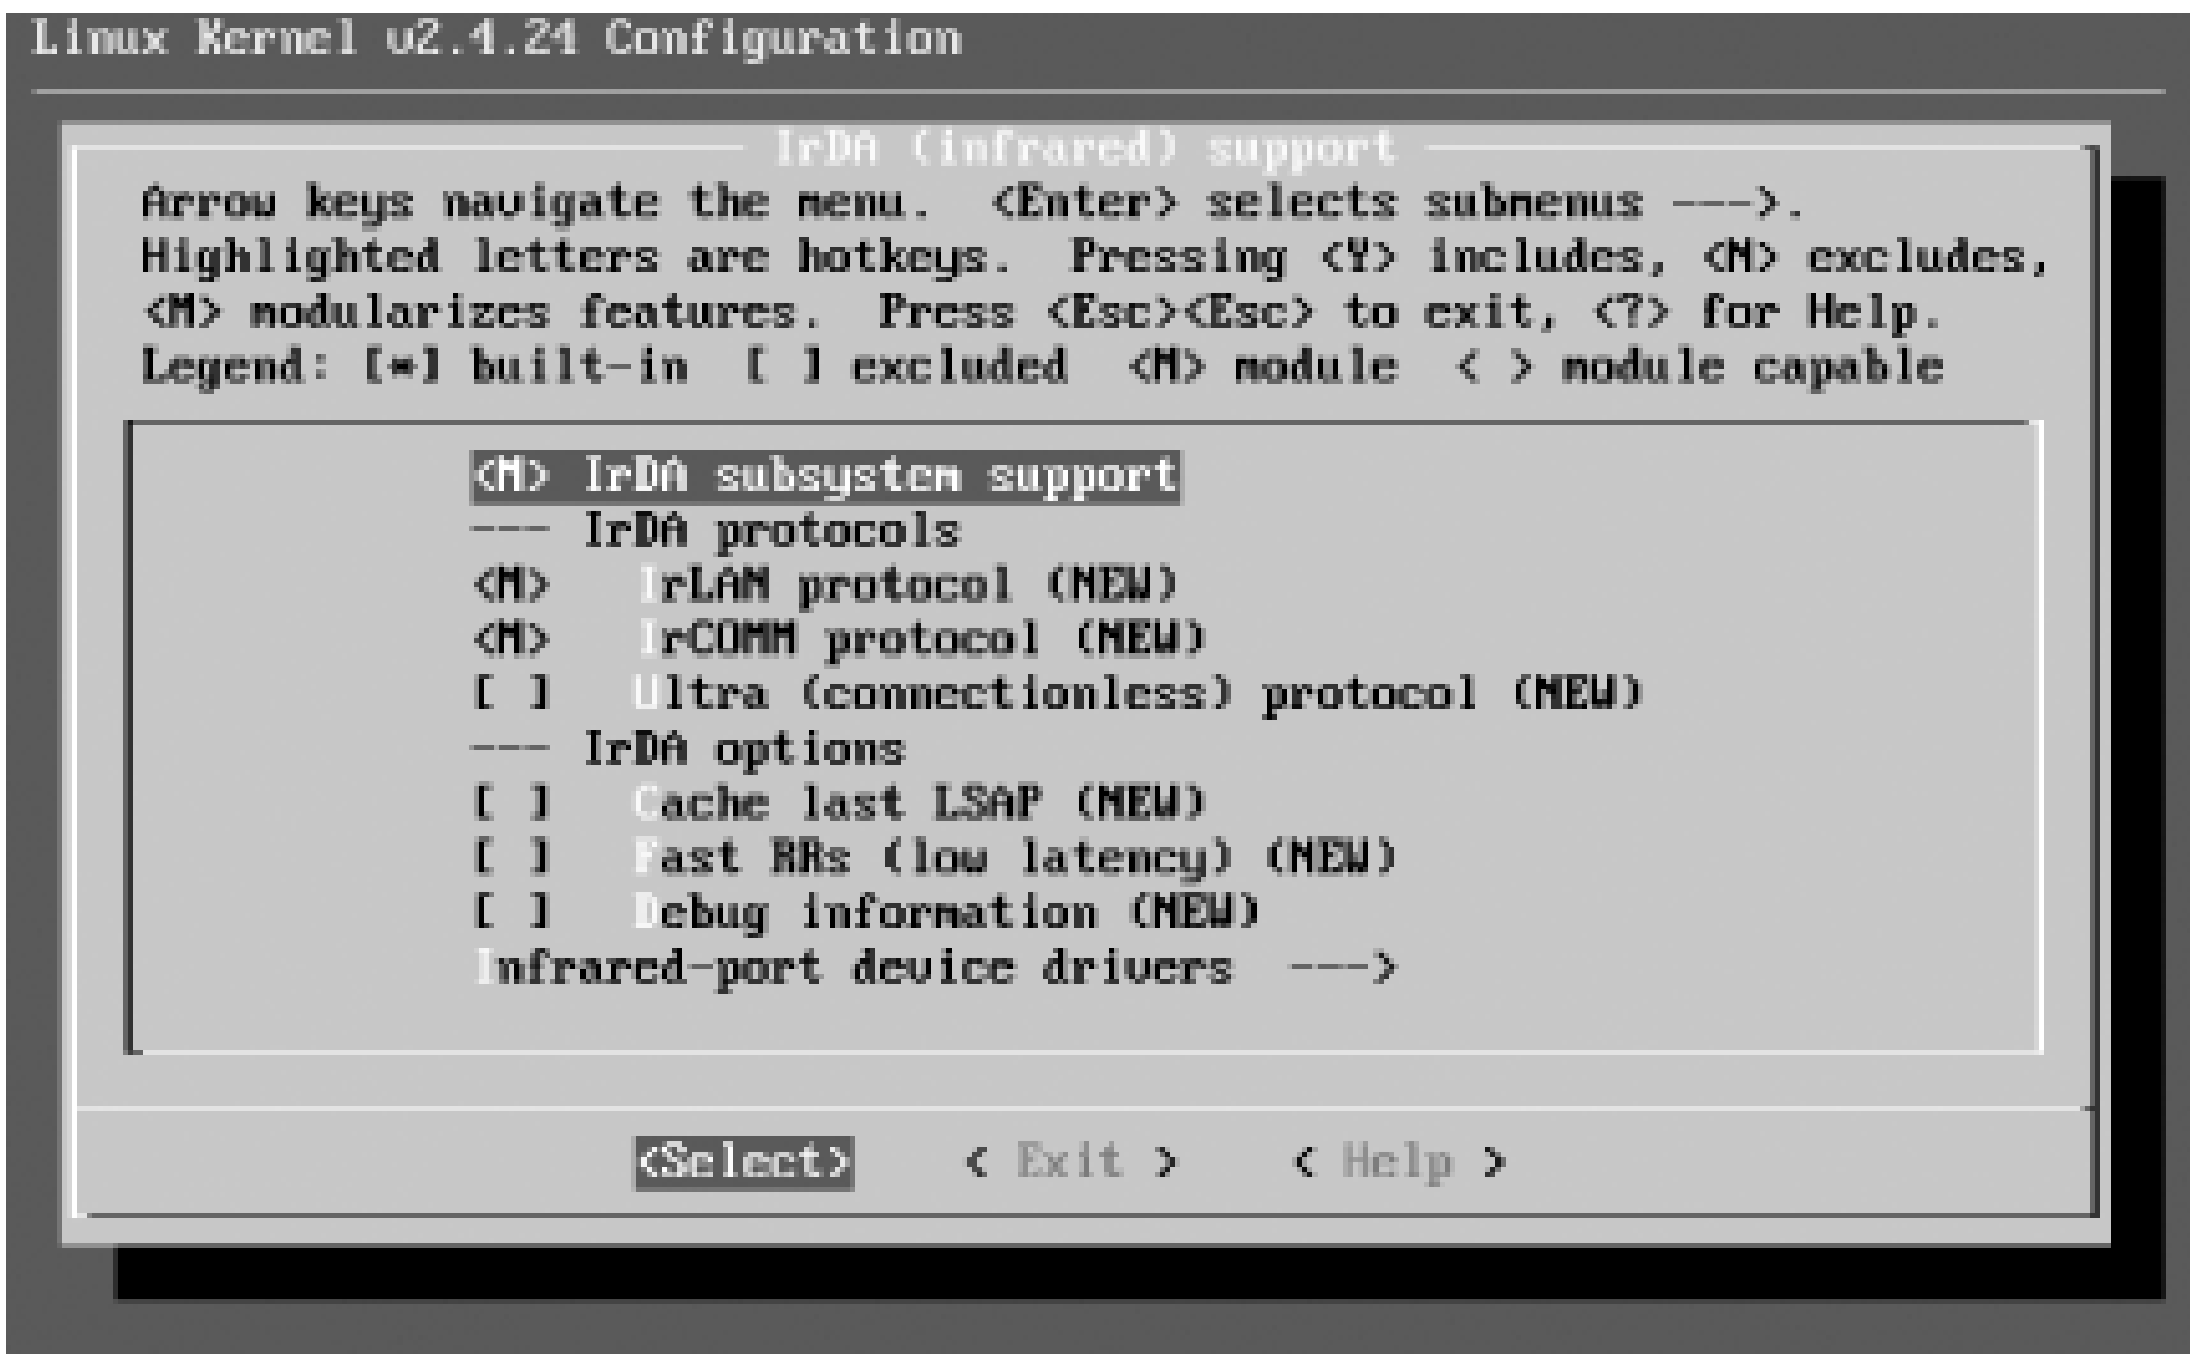 Linux Kernel v2.4.24 Configuration
IrDA (infrared) support
Arrow keys navigate the menu.  <Enter> selects submenus --->.
Highlighted letters are hotkeys.  Pressing <Y> includes, <N> excludes,
<M> modularizes features.  Press <Esc><Esc> to exit, <?> for Help.
Legend: [*] built-in  [ ] excluded  <M> module  < > module capable
<M> IrDA subsystem support
--- IrDA protocols
<M>   IrLAN protocol (NEW)
<M>   IrCOMM protocol (NEW)
[ ]   Ultra (connectionless) protocol (NEW)
--- IrDA options
[ ]   Cache last LSAP (NEW)
[ ]   Fast RRs (low latency) (NEW)
[ ]   Debug information (NEW)
Infrared-port device drivers  --->
<Select>    < Exit >    < Help >